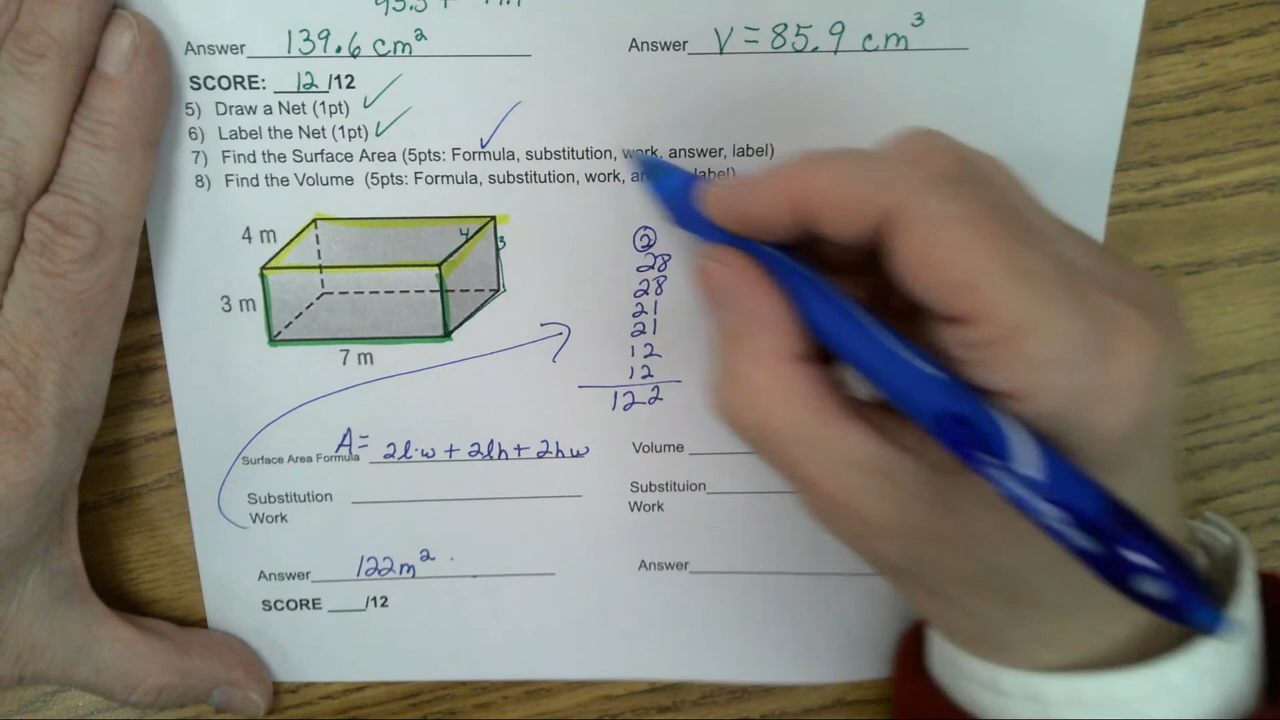 Answer 139.6 cm²
Answer V = 85.9 cm³
SCORE: 12 /12
5) Draw a Net (1pt) ✓
6) Label the Net (1pt) ✓
7) Find the Surface Area (5pts: Formula, substitution, work, answer, label)
8) Find the Volume (5pts: Formula, substitution, work, label)
4 m
4
3
3 m
7 m
②
28
28
21
21
12
12
122
Surface Area Formula A= 2l·w + 2lh + 2hw
Volume
Substitution
Substituion
Work
Work
Answer 122m²
Answer
SCORE ____/12